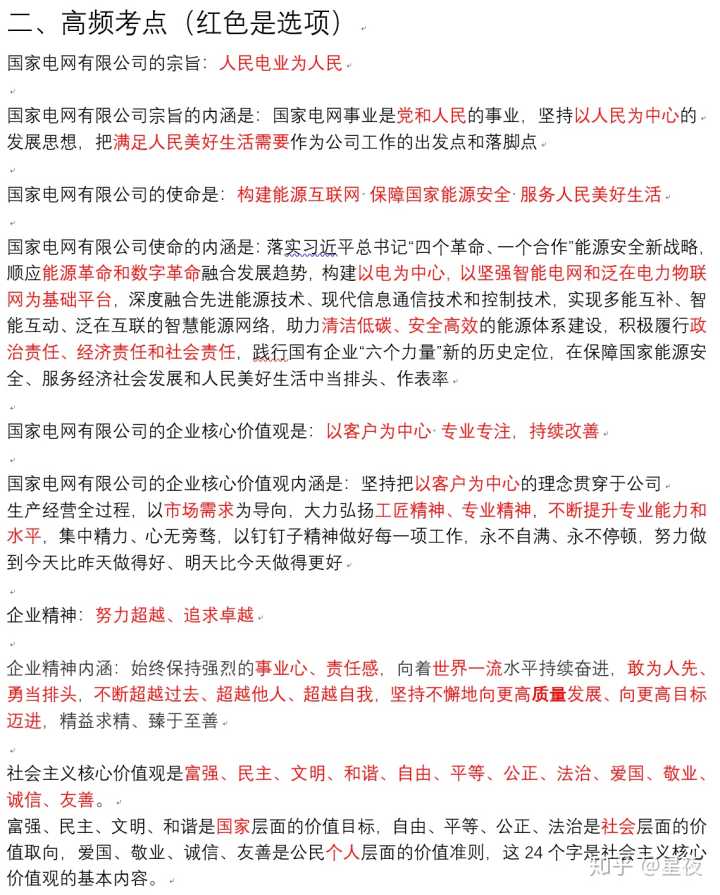 二、高频考点（红色是选项）
国家电网有限公司的宗旨：人民电业为人民
国家电网有限公司宗旨的内涵是：国家电网事业是党和人民的事业，坚持以人民为中心的
发展思想，把满足人民美好生活需要作为公司工作的出发点和落脚点
国家电网有限公司的使命是：构建能源互联网·保障国家能源安全·服务人民美好生活
国家电网有限公司使命的内涵是：落实习近平总书记“四个革命、一个合作”能源安全新战略，
顺应能源革命和数字革命融合发展趋势，构建以电为中心，以坚强智能电网和泛在电力物联
网为基础平台，深度融合先进能源技术、现代信息通信技术和控制技术，实现多能互补、智
能互动、泛在互联的智慧能源网络，助力清洁低碳、安全高效的能源体系建设，积极履行政
治责任、经济责任和社会责任，践行国有企业“六个力量”新的历史定位，在保障国家能源安
全、服务经济社会发展和人民美好生活中当排头、作表率
国家电网有限公司的企业核心价值观是：以客户为中心·专业专注，持续改善
国家电网有限公司的企业核心价值观内涵是：坚持把以客户为中心的理念贯穿于公司
生产经营全过程，以市场需求为导向，大力弘扬工匠精神、专业精神，不断提升专业能力和
水平，集中精力、心无旁骛，以钉钉子精神做好每一项工作，永不自满、永不停顿，努力做
到今天比昨天做得好、明天比今天做得更好
企业精神：努力超越、追求卓越
企业精神内涵：始终保持强烈的事业心、责任感，向着世界一流水平持续奋进，敢为人先、
勇当排头，不断超越过去、超越他人、超越自我，坚持不懈地向更高质量发展、向更高目标
迈进，精益求精、臻于至善
社会主义核心价值观是富强、民主、文明、和谐、自由、平等、公正、法治、爱国、敬业、
诚信、友善。
富强、民主、文明、和谐是国家层面的价值目标，自由、平等、公正、法治是社会层面的价
值取向，爱国、敬业、诚信、友善是公民个人层面的价值准则，这 24 个字是社会主义核心
价值观的基本内容。
知乎 @星夜